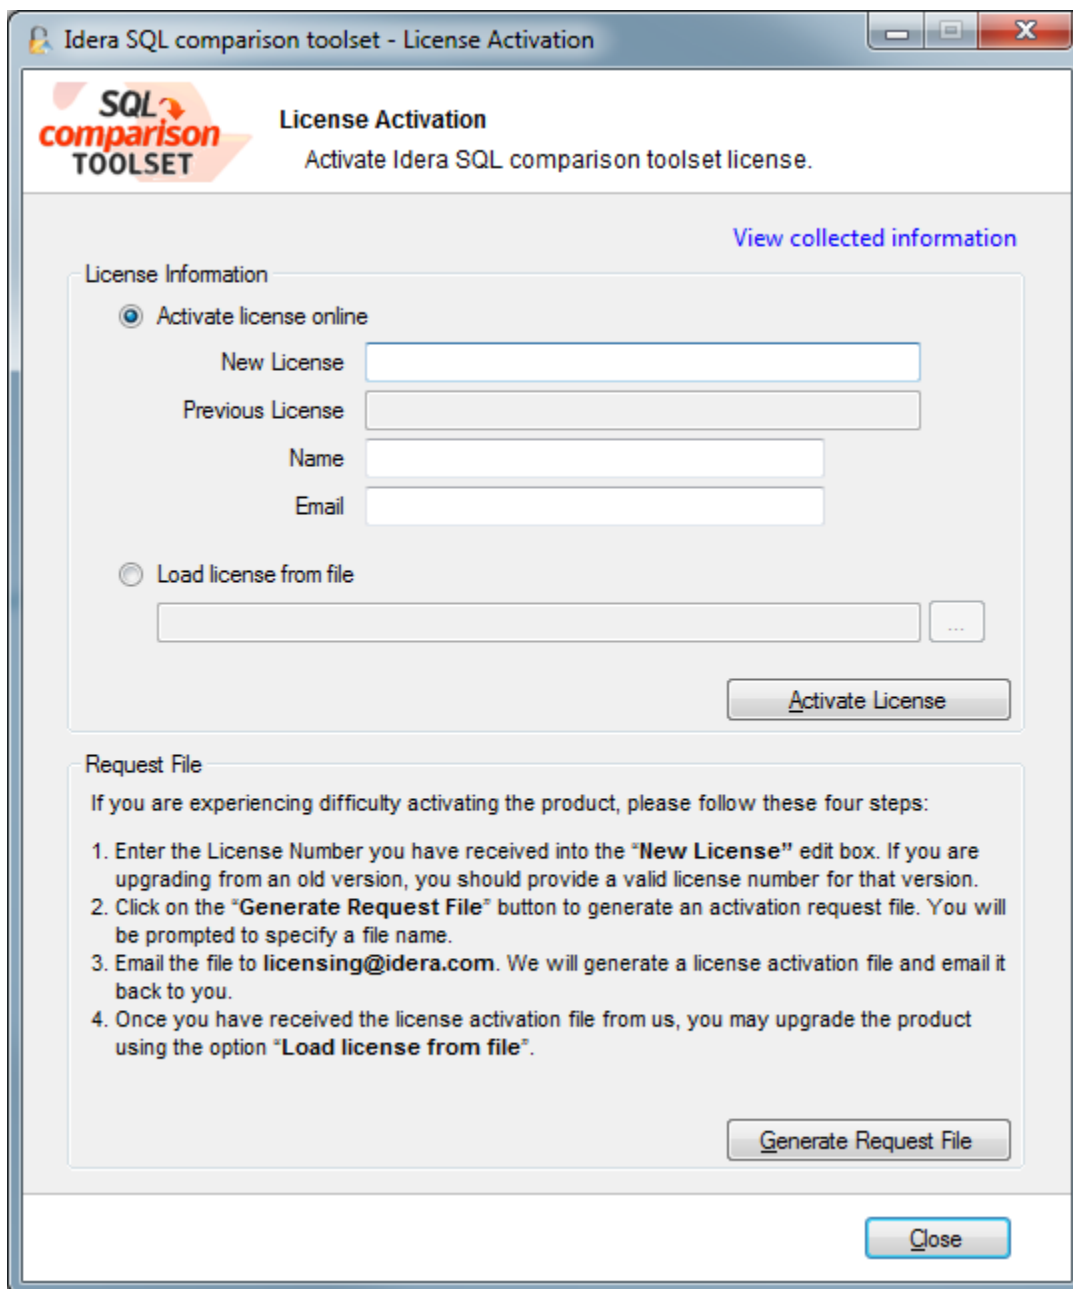 Idera SQL comparison toolset - License Activation
SQL
comparison
TOOLSET
License Activation
Activate Idera SQL comparison toolset license.
View collected information
License Information
Activate license online
New License
Previous License
Name
Email
Load license from file
...
Activate License
Request File
If you are experiencing difficulty activating the product, please follow these four steps:
1. Enter the License Number you have received into the “New License” edit box. If you are
upgrading from an old version, you should provide a valid license number for that version.
2. Click on the “Generate Request File” button to generate an activation request file. You will
be prompted to specify a file name.
3. Email the file to licensing@idera.com. We will generate a license activation file and email it
back to you.
4. Once you have received the license activation file from us, you may upgrade the product
using the option “Load license from file”.
Generate Request File
Close